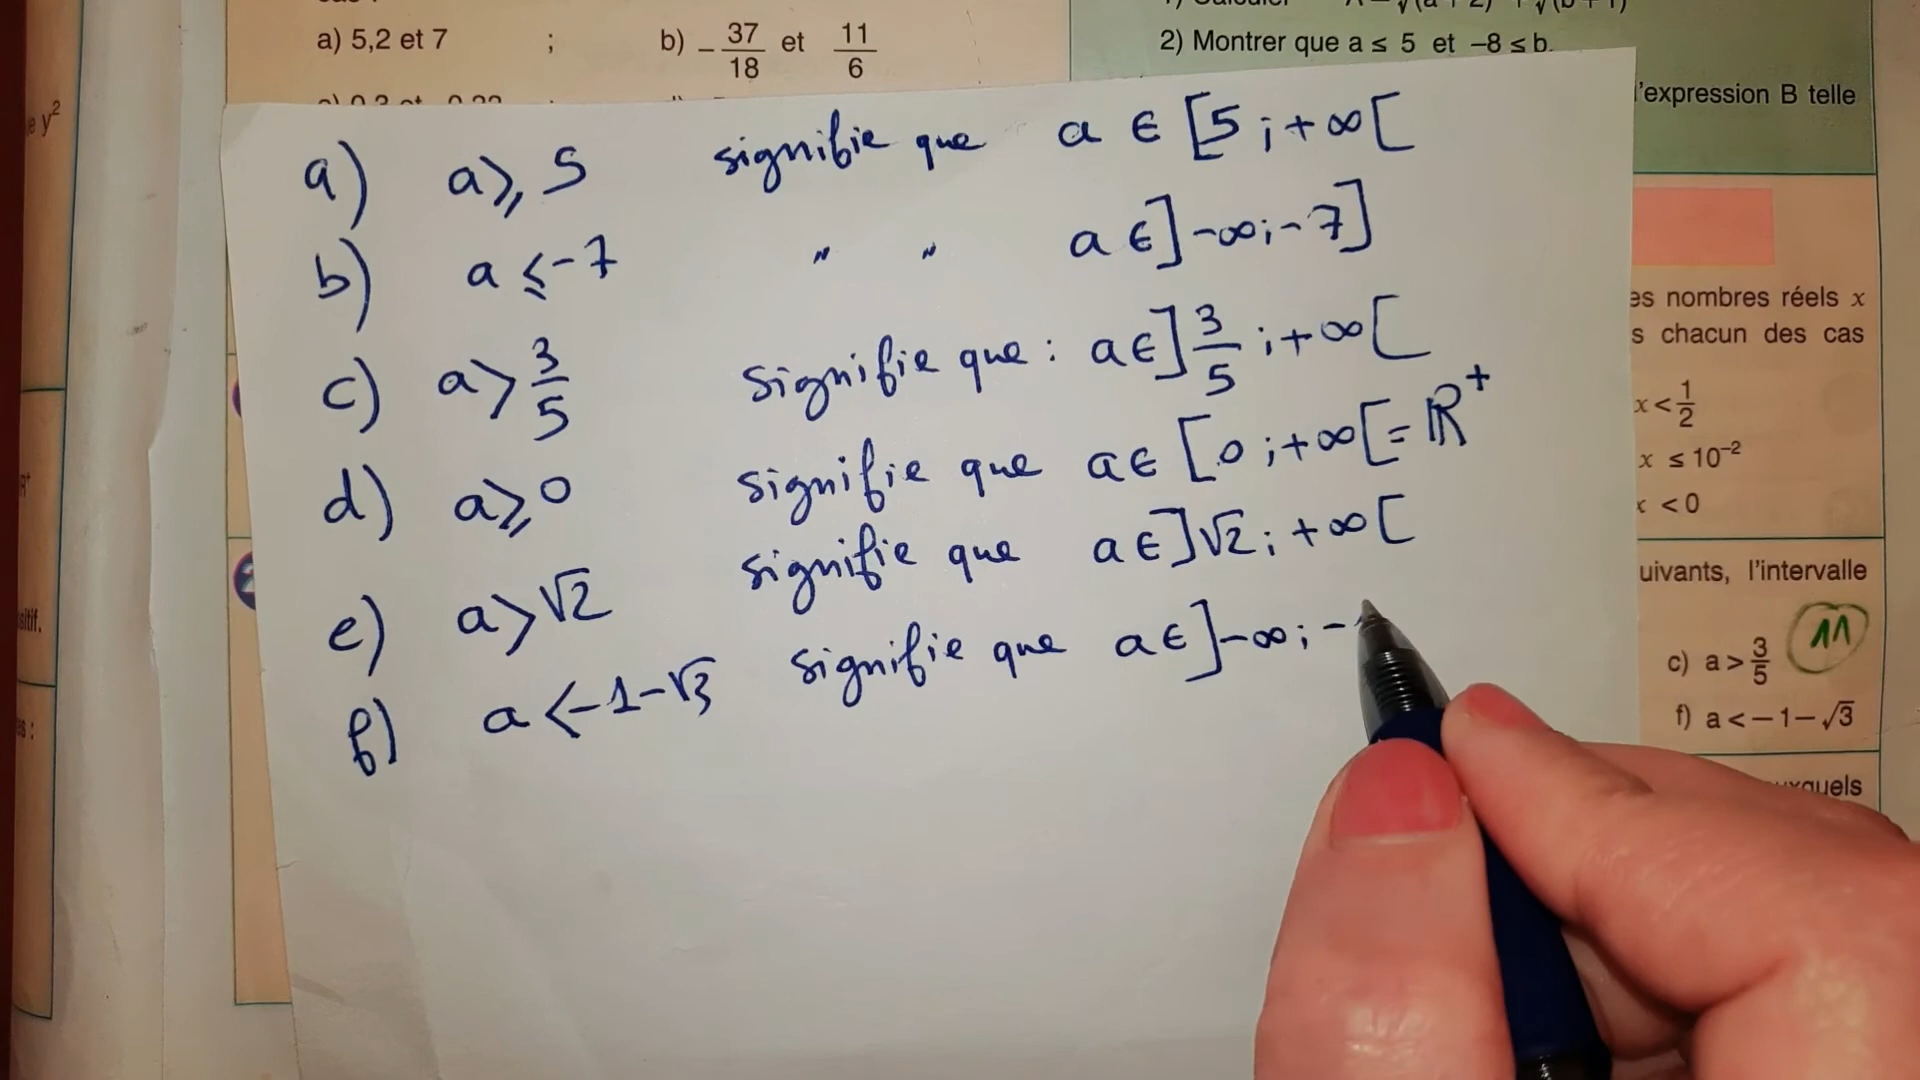 a) 5,2 et 7 ; b) −37/18 et 11/6
2) Montrer que a ≤ 5 et −8 ≤ b.
l'expression B telle
y²
a) a ≥ 5 signifie que a ∈ [5 ; +∞[
b) a ≤ -7 " " a ∈ ]-∞ ; -7]
c) a > 3/5 signifie que : a ∈ ]3/5 ; +∞[
d) a ≥ 0 signifie que a ∈ [0 ; +∞[ = ℝ⁺
e) a > √2 signifie que a ∈ ]√2 ; +∞[
f) a < -1-√3 signifie que a ∈ ]-∞ ; -
es nombres réels x
s chacun des cas
x < 1/2
x ≤ 10⁻²
x < 0
uivants, l'intervalle
c) a > 3/5
11
f) a < −1−√3